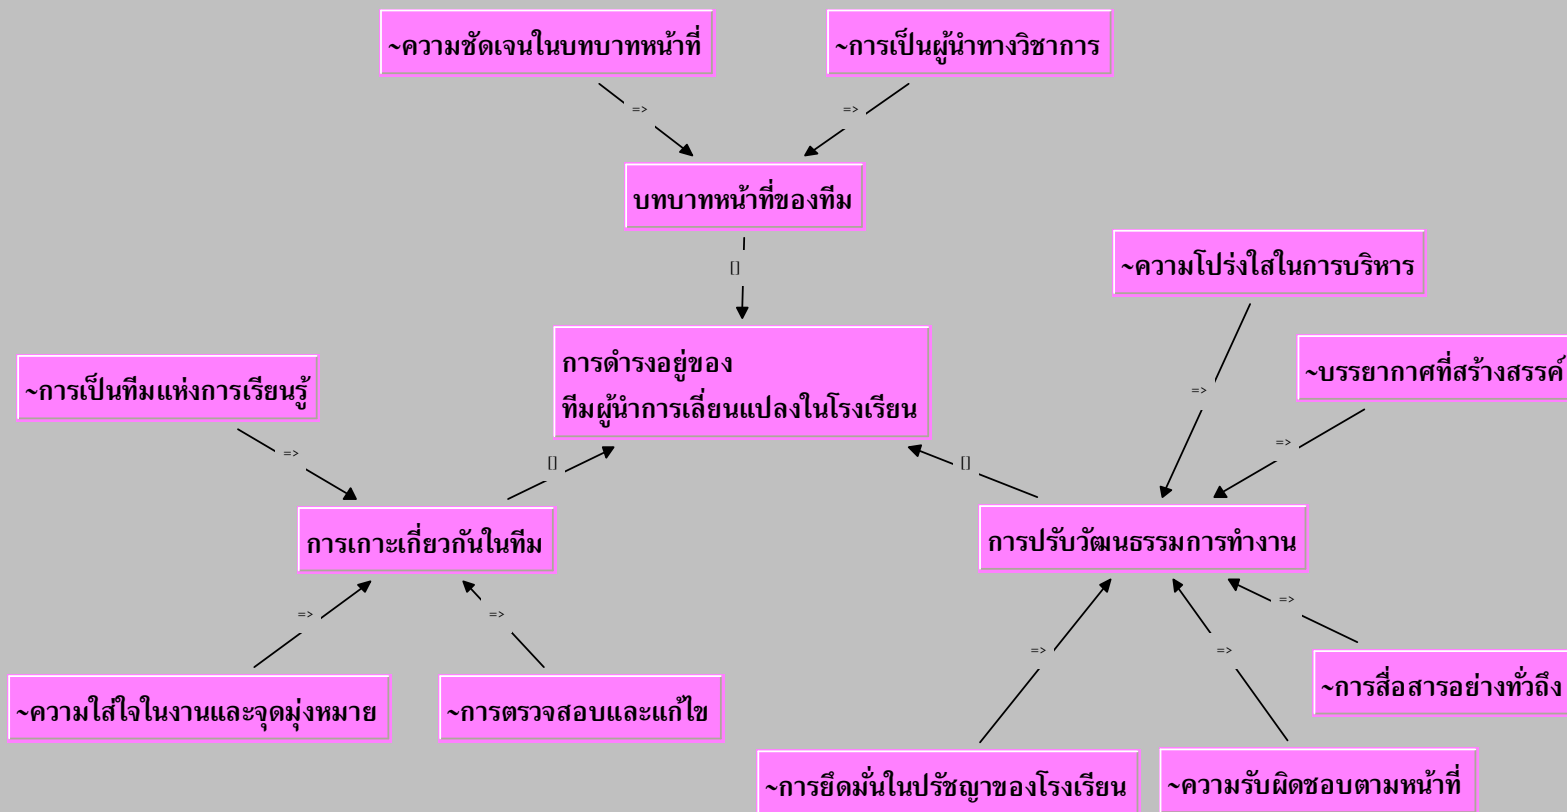 ~ความชัดเจนในบทบาทหน้าที่
~การเป็นผู้นำทางวิชาการ
=>
=>
บทบาทหน้าที่ของทีม
[]
~ความโปร่งใสในการบริหาร
การดำรงอยู่ของ
ทีมผู้นำการเลี่ยนแปลงในโรงเรียน
~การเป็นทีมแห่งการเรียนรู้
~บรรยากาศที่สร้างสรรค์
=>
=>
=>
[]
[]
การเกาะเกี่ยวกันในทีม
การปรับวัฒนธรรมการทำงาน
=>
=>
=>
=>
=>
~ความใส่ใจในงานและจุดมุ่งหมาย
~การตรวจสอบและแก้ไข
~การสื่อสารอย่างทั่วถึง
~การยึดมั่นในปรัชญาของโรงเรียน
~ความรับผิดชอบตามหน้าที่